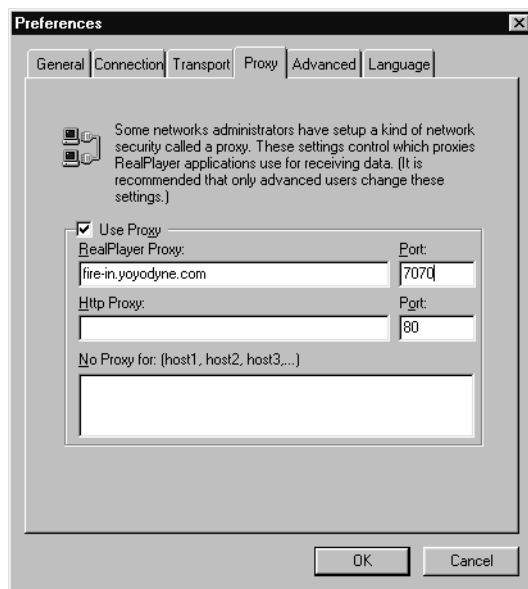 Preferences
General Connection Transport Proxy Advanced Language
Some networks administrators have setup a kind of network
security called a proxy. These settings control which proxies
RealPlayer applications use for receiving data. (It is
recommended that only advanced users change these
settings.)
Use Proxy
RealPlayer Proxy: Port:
fire-in.yoyodyne.com 7070
Http Proxy: Port:
80
No Proxy for: (host1, host2, host3,...)
OK Cancel